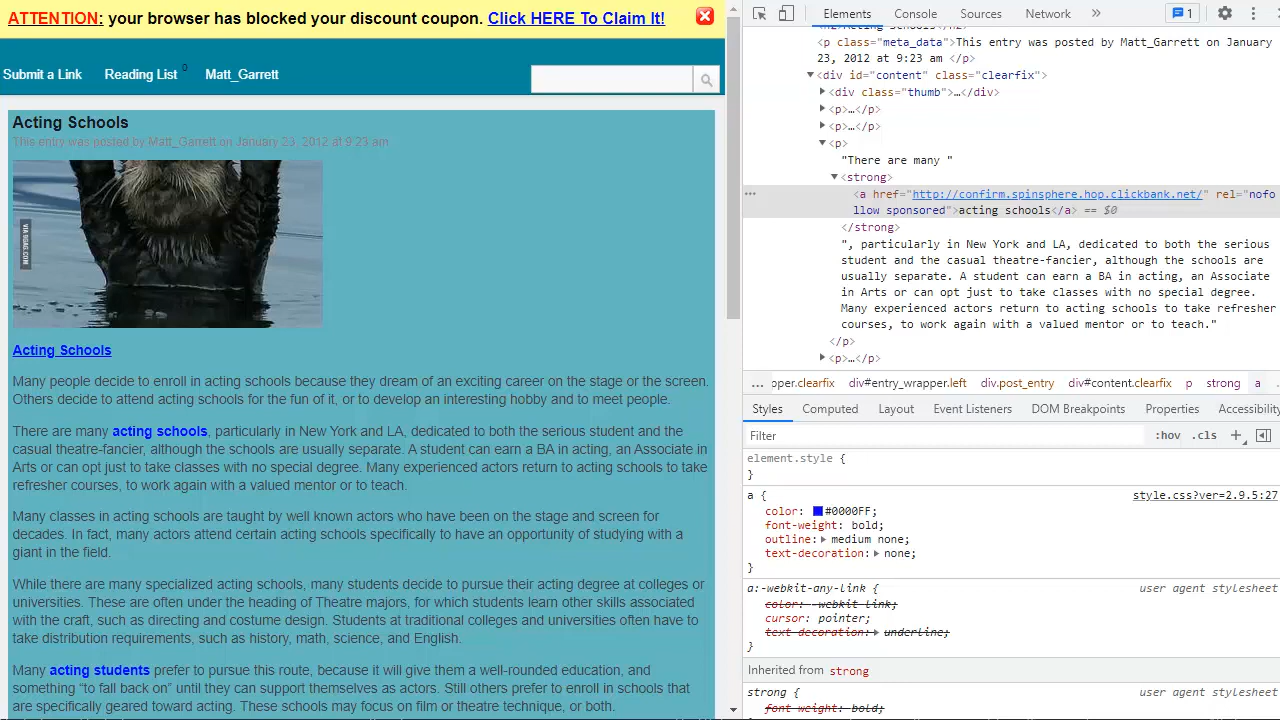 ATTENTION: your browser has blocked your discount coupon. Click HERE To Claim It!
Submit a Link
Reading List 0
Matt_Garrett
Acting Schools
This entry was posted by Matt_Garrett on January 23, 2012 at 9:23 am
VIA 9GAG.COM
Acting Schools
Many people decide to enroll in acting schools because they dream of an exciting career on the stage or the screen.
Others decide to attend acting schools for the fun of it, or to develop an interesting hobby and to meet people.
There are many acting schools, particularly in New York and LA, dedicated to both the serious student and the
casual theatre-fancier, although the schools are usually separate. A student can earn a BA in acting, an Associate in
Arts or can opt just to take classes with no special degree. Many experienced actors return to acting schools to take
refresher courses, to work again with a valued mentor or to teach.
Many classes in acting schools are taught by well known actors who have been on the stage and screen for
decades. In fact, many actors attend certain acting schools specifically to have an opportunity of studying with a
giant in the field.
While there are many specialized acting schools, many students decide to pursue their acting degree at colleges or
universities. These are often under the heading of Theatre majors, for which students learn other skills associated
with the craft, such as directing and costume design. Students at traditional colleges and universities often have to
take distribution requirements, such as history, math, science, and English.
Many acting students prefer to pursue this route, because it will give them a well-rounded education, and
something “to fall back on” until they can support themselves as actors. Still others prefer to enroll in schools that
are specifically geared toward acting. These schools may focus on film or theatre technique, or both.
Elements
Console
Sources
Network
»
1
<p class="meta_data">This entry was posted by Matt_Garrett on January
23, 2012 at 9:23 am </p>
<div id="content" class="clearfix">
<div class="thumb">…</div>
<p>…</p>
<p>…</p>
<p>
"There are many "
<strong>
… <a href="http://confirm.spinsphere.hop.clickbank.net/" rel="nofo
llow sponsored">acting schools</a> == $0
</strong>
", particularly in New York and LA, dedicated to both the serious
student and the casual theatre-fancier, although the schools are
usually separate. A student can earn a BA in acting, an Associate
in Arts or can opt just to take classes with no special degree.
Many experienced actors return to acting schools to take refresher
courses, to work again with a valued mentor or to teach."
</p>
<p>…</p>
… opper.clearfix div#entry_wrapper.left div.post_entry div#content.clearfix p strong a
Styles
Computed
Layout
Event Listeners
DOM Breakpoints
Properties
Accessibility
Filter
:hov .cls +
element.style {
}
a { style.css?ver=2.9.5:27
color: #0000FF;
font-weight: bold;
outline: medium none;
text-decoration: none;
}
a:-webkit-any-link { user agent stylesheet
color: -webkit-link;
cursor: pointer;
text-decoration: underline;
}
Inherited from strong
strong { user agent stylesheet
font-weight: bold;